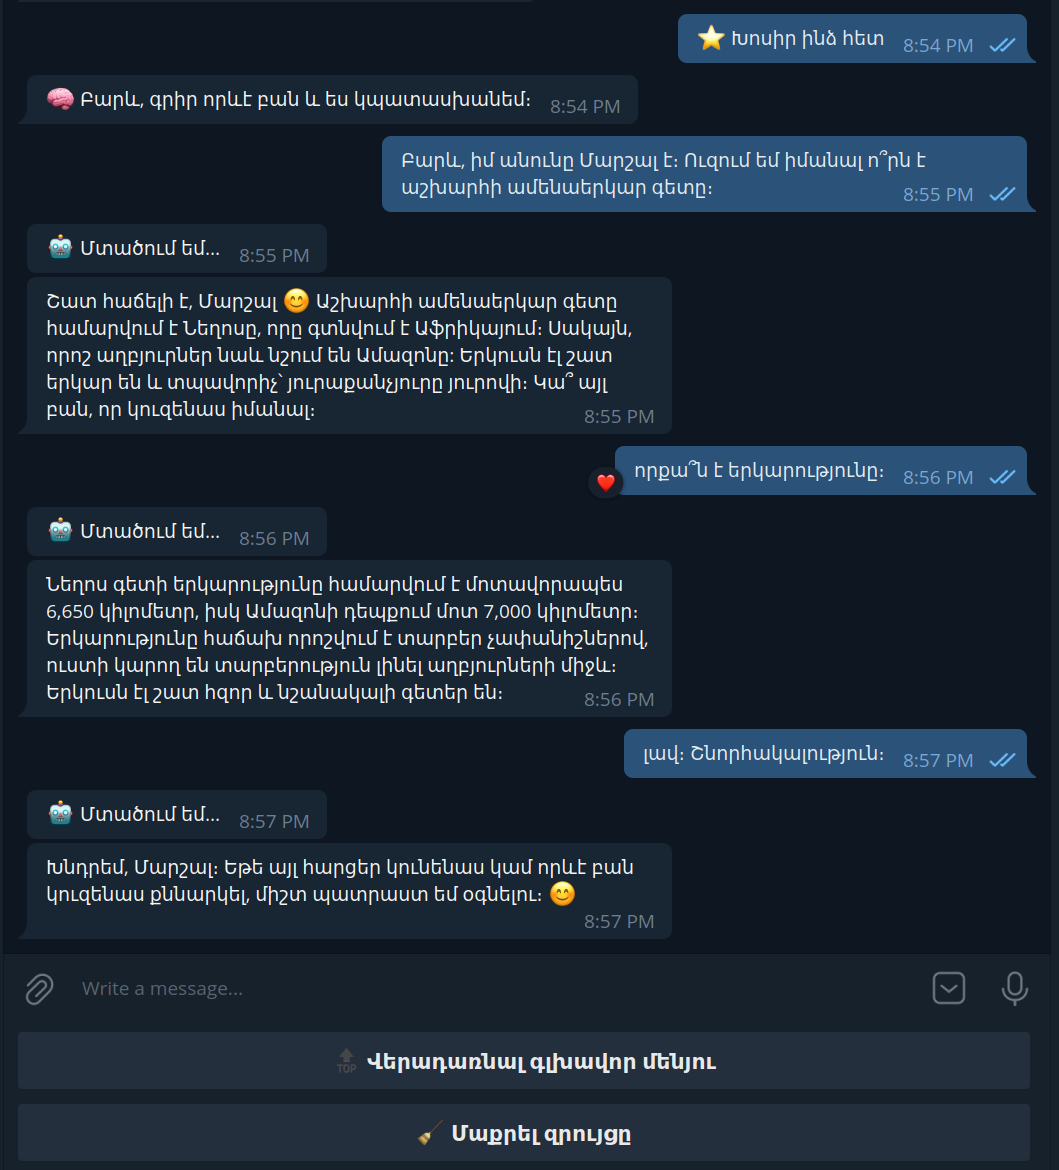 ⭐ Խոսիր ինձ հետ 8:54 PM
🧠 Բարև, գրիր որևէ բան և ես կպատասխանեմ։ 8:54 PM
Բարև, իմ անունը Մարշալ է։ Ուզում եմ իմանալ ո՞րն է
աշխարհի ամենաերկար գետը։ 8:55 PM
🤖 Մտածում եմ... 8:55 PM
Շատ հաճելի է, Մարշալ 😊 Աշխարհի ամենաերկար գետը
համարվում է Նեղոսը, որը գտնվում է Աֆրիկայում։ Սակայն,
որոշ աղբյուրներ նաև նշում են Ամազոնը: Երկուսն էլ շատ
երկար են և տպավորիչ՝ յուրաքանչյուրը յուրովի։ Կա՞ այլ
բան, որ կուզենաս իմանալ։ 8:55 PM
որքա՞ն է երկարությունը։ 8:56 PM
❤️
🤖 Մտածում եմ... 8:56 PM
Նեղոս գետի երկարությունը համարվում է մոտավորապես
6,650 կիլոմետր, իսկ Ամազոնի դեպքում մոտ 7,000 կիլոմետր։
Երկարությունը հաճախ որոշվում է տարբեր չափանիշներով,
ուստի կարող են տարբերություն լինել աղբյուրների միջև։
Երկուսն էլ շատ հզոր և նշանակալի գետեր են։ 8:56 PM
լավ։ Շնորհակալություն։ 8:57 PM
🤖 Մտածում եմ... 8:57 PM
Խնդրեմ, Մարշալ։ Եթե այլ հարցեր կունենաս կամ որևէ բան
կուզենաս քննարկել, միշտ պատրաստ եմ օգնելու։ 😊
8:57 PM
Write a message...
🔝 Վերադառնալ գլխավոր մենյու
🧹 Մաքրել զրույցը